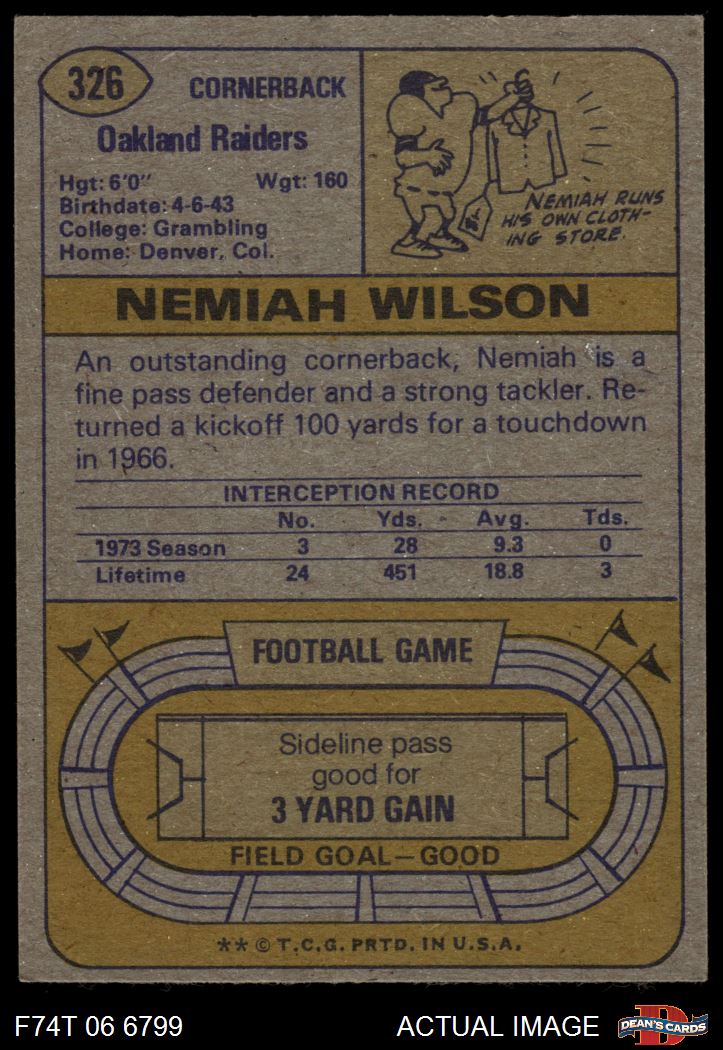 326
CORNERBACK
Oakland Raiders
Hgt: 6'0" Wgt: 160
Birthdate: 4-6-43
College: Grambling
Home: Denver, Col.
NEMIAH RUNS
HIS OWN CLOTH-
ING STORE.
NEMIAH WILSON
An outstanding cornerback, Nemiah is a
fine pass defender and a strong tackler. Re-
turned a kickoff 100 yards for a touchdown
in 1966.
INTERCEPTION RECORD
No. Yds. Avg. Tds.
1973 Season 3 28 9.3 0
Lifetime 24 451 18.8 3
FOOTBALL GAME
Sideline pass
good for
3 YARD GAIN
FIELD GOAL—GOOD
** © T.C.G. PRTD. IN U.S.A.
F74T 06 6799 ACTUAL IMAGE
D
DEAN'S CARDS